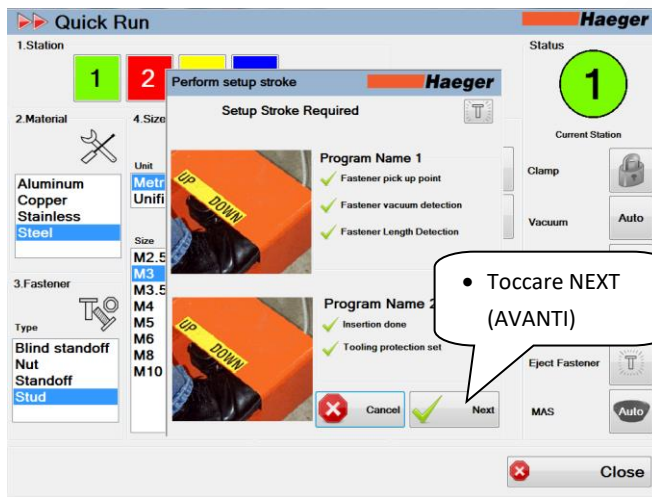 Quick Run
Haeger
1.Station
1
2
Status
1
Current Station
Perform setup stroke
Haeger
Setup Stroke Required
T
2.Material
Aluminum
Copper
Stainless
Steel
4.Size
Unit
Metr
Unifi
Size
M2.5
M3
M3.5
M4
M5
M6
M8
M10
3.Fastener
Type
Blind standoff
Nut
Standoff
Stud
UP
DOWN
Program Name 1
Fastener pick up point
Fastener vacuum detection
Fastener Length Detection
UP
DOWN
Program Name 2
Insertion done
Tooling protection set
Cancel
Next
• Toccare NEXT
(AVANTI)
Clamp
Vacuum
Auto
Eject Fastener
T
MAS
Auto
Close